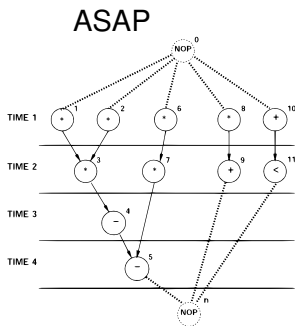 ASAP
NOP 0
1 2 6 8 10
TIME 1 * * * * +
3 7 9 11
TIME 2 * * + <
4
TIME 3 −
5
TIME 4 −
NOP n